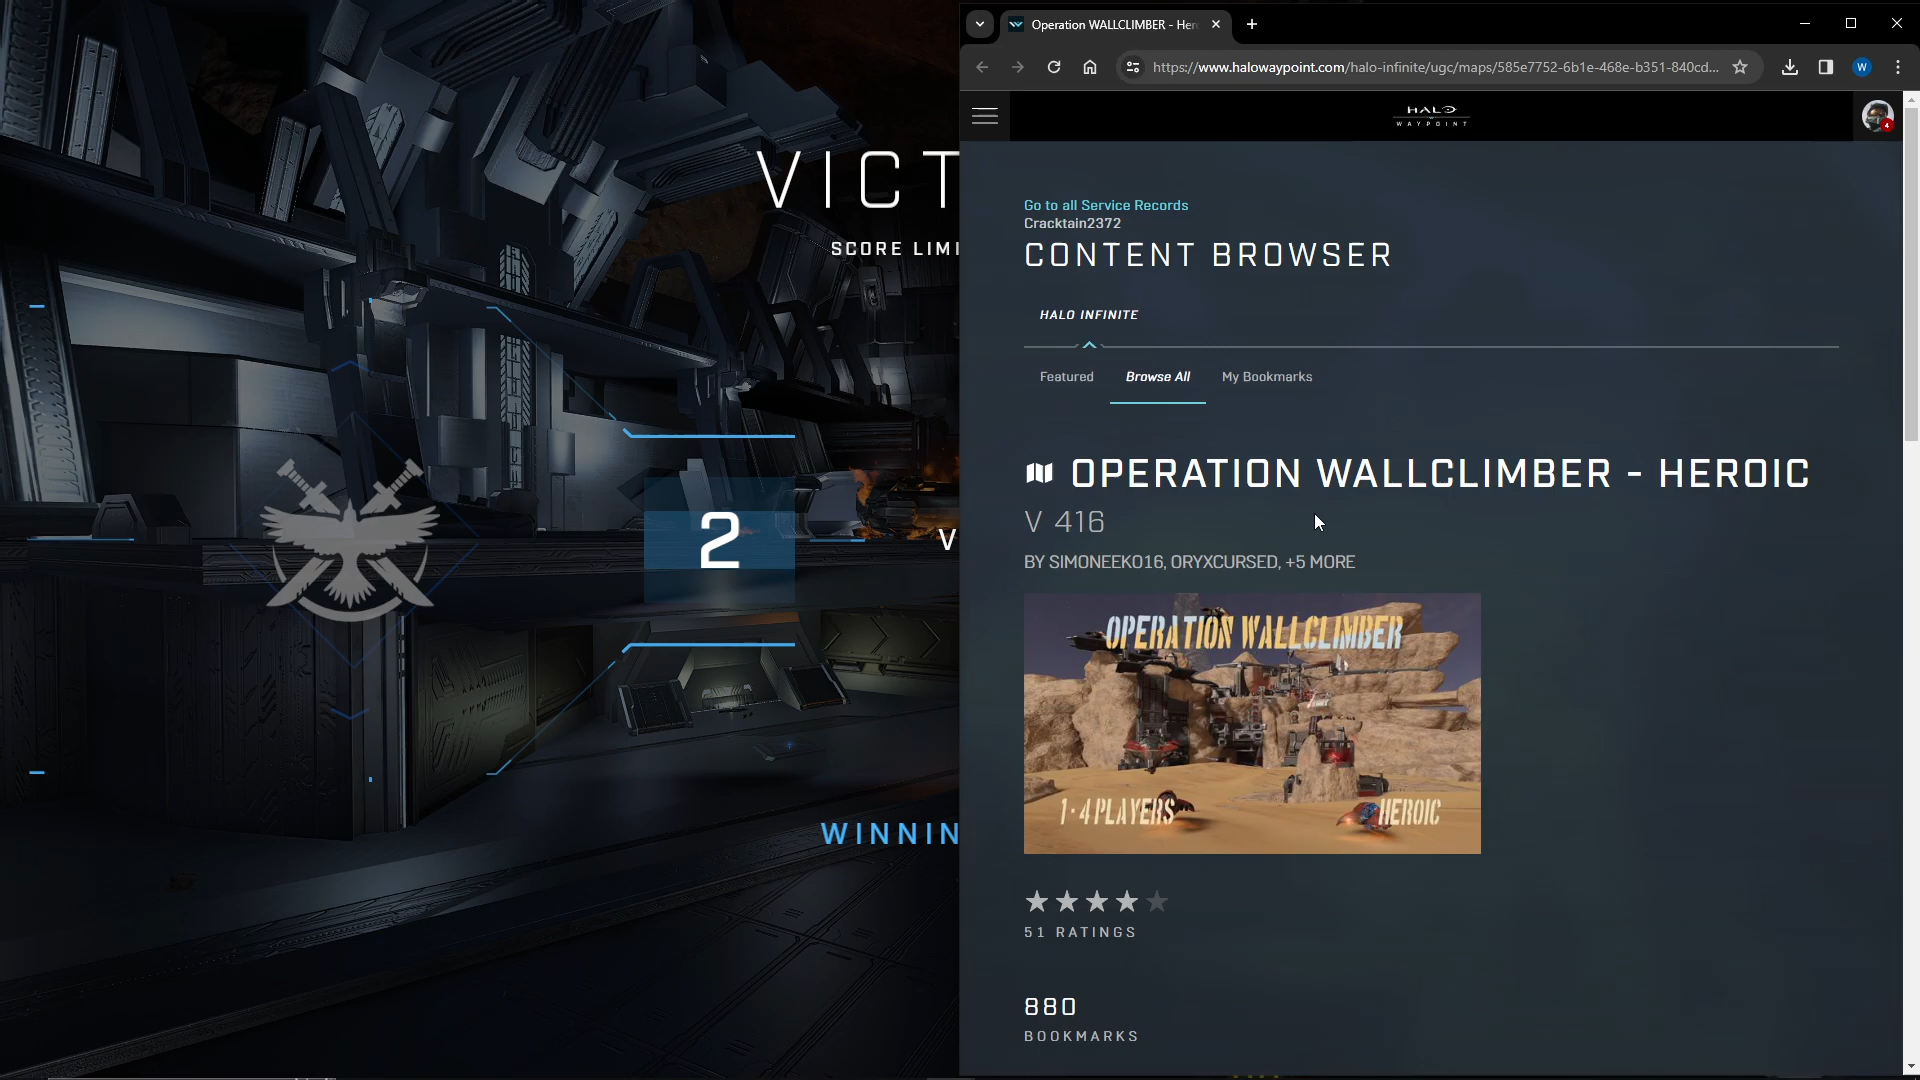 VICT
SCORE LIMI
2
V
WINNIN
Operation WALLCLIMBER - Her
https://www.halowaypoint.com/halo-infinite/ugc/maps/585e7752-6b1e-468e-b351-840cd...
W
HALO
WAYPOINT
4
Go to all Service Records
Cracktain2372
CONTENT BROWSER
HALO INFINITE
Featured
Browse All
My Bookmarks
OPERATION WALLCLIMBER - HEROIC
V 416
BY SIMONEEKO16, ORYXCURSED, +5 MORE
OPERATION WALLCLIMBER
1-4 PLAYERS
HEROIC
51 RATINGS
880
BOOKMARKS